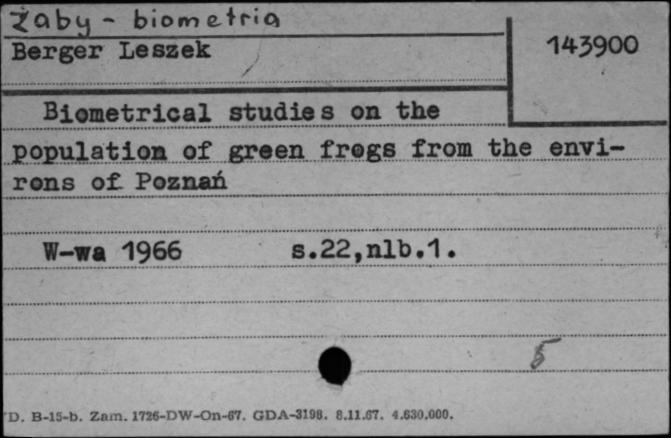 żaby - biometria
Berger Leszek
143900
Biometrical studies on the
population of green frogs from the envi-
rons of Poznań
W-wa 1966 s.22,nlb.1.
5
D. B-15-b. Zam. 1726-DW-On-67. GDA-3198. 8.11.67. 4.630.000.